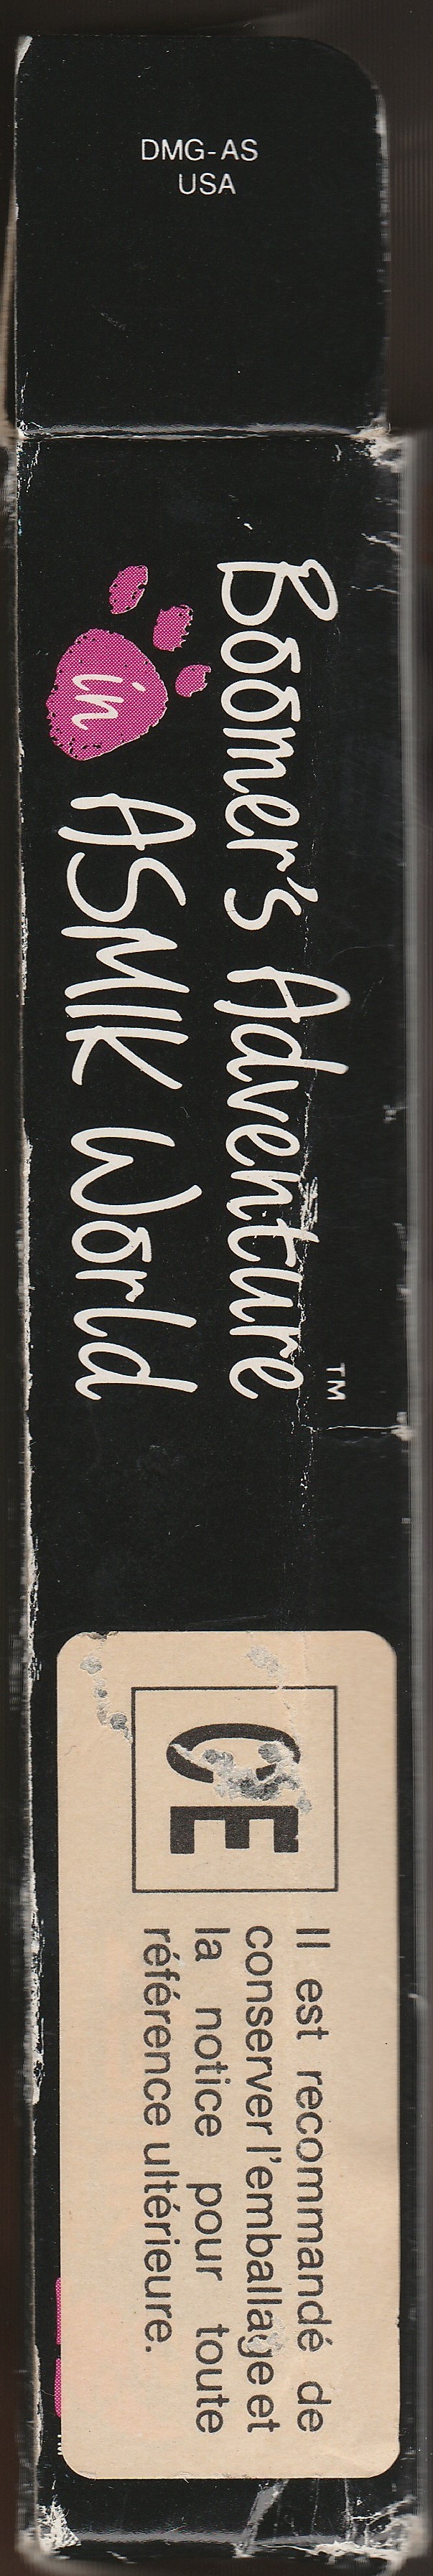 DMG-AS
USA
Boomer's Adventure
TM
in ASMIK World
CE
Il est recommandé de
conserver l'emballage et
la notice pour toute
référence ultérieure.